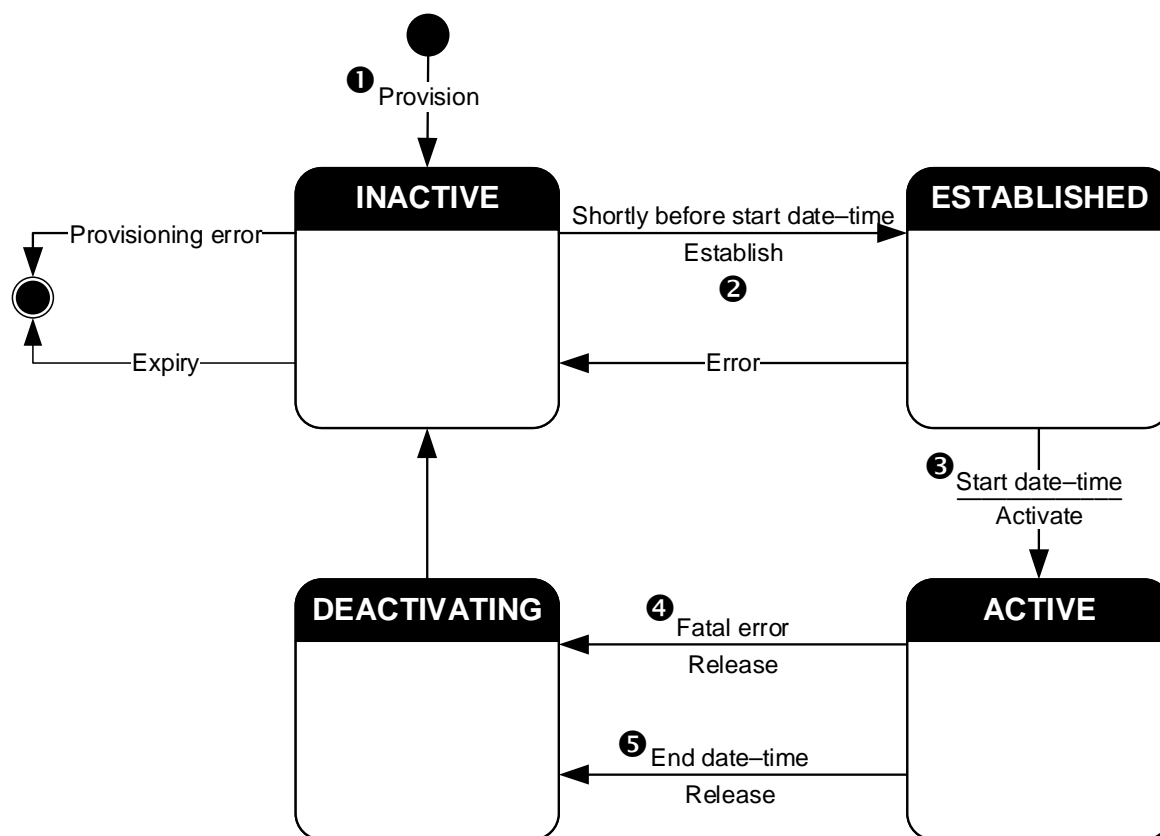 ❶
Provision
INACTIVE
ESTABLISHED
Provisioning error
Shortly before start date–time
Establish
❷
Expiry
Error
❸
Start date–time
Activate
DEACTIVATING
ACTIVE
❹
Fatal error
Release
❺
End date–time
Release